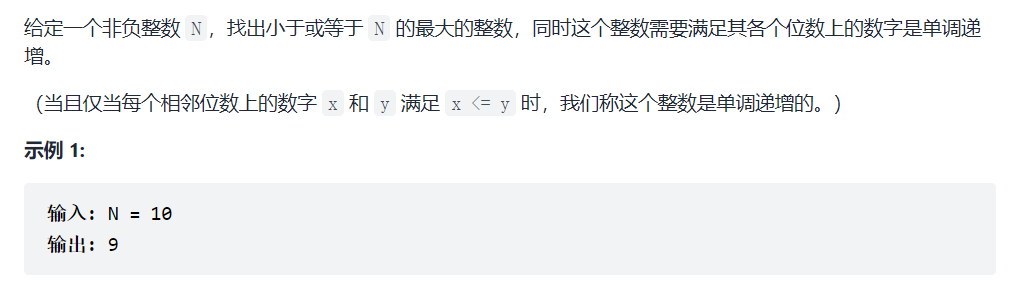 给定一个非负整数 N，找出小于或等于 N 的最大的整数，同时这个整数需要满足其各个位数上的数字是单调递
增。
（当且仅当每个相邻位数上的数字 x 和 y 满足 x <= y 时，我们称这个整数是单调递增的。）
示例 1:
输入: N = 10
输出: 9